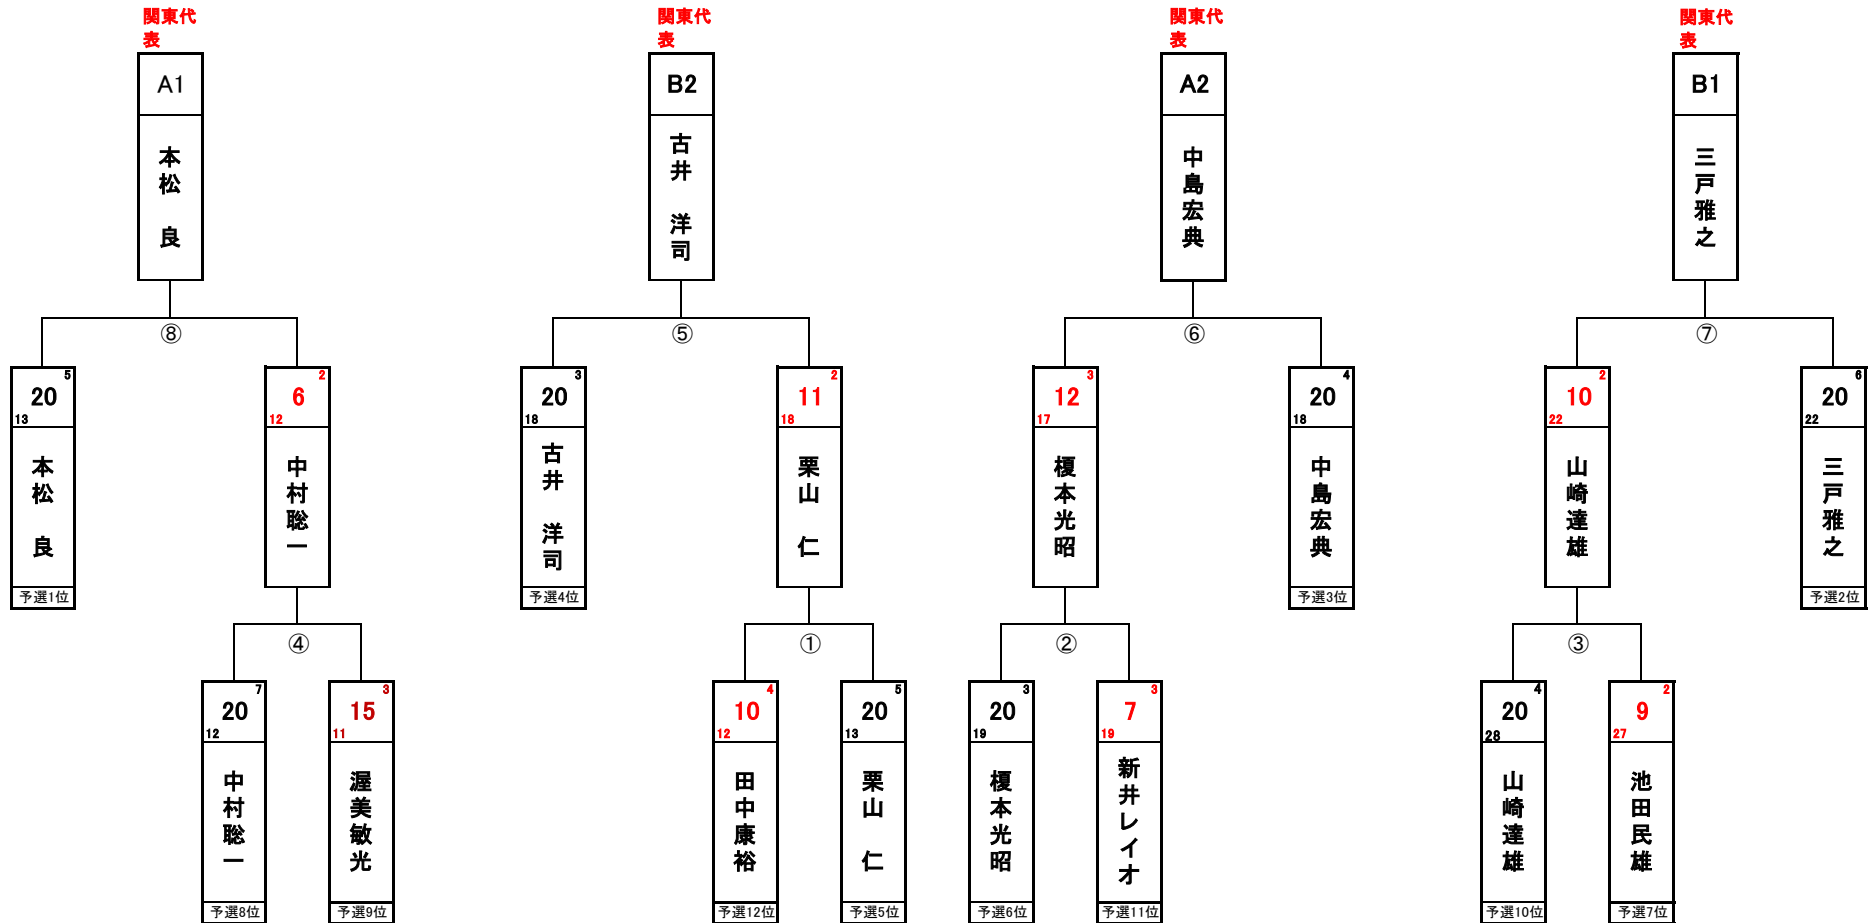 関東代表
関東代表
関東代表
関東代表
A1
B2
A2
B1
本松 良
古井 洋司
中島宏典
三戸雅之
⑧
⑤
⑥
⑦
5
20
13
本松 良
予選1位
2
6
12
中村聡一
3
20
18
古井 洋司
予選4位
2
11
18
栗山 仁
3
12
17
榎本光昭
4
20
18
中島宏典
予選3位
2
10
22
山崎達雄
6
20
22
三戸雅之
予選2位
④
①
②
③
7
20
12
中村聡一
予選8位
3
15
11
渥美敏光
予選9位
4
10
12
田中康裕
予選12位
5
20
13
栗山 仁
予選5位
3
20
19
榎本光昭
予選6位
3
7
19
新井レイオ
予選11位
4
20
28
山崎達雄
予選10位
2
9
27
池田民雄
予選7位